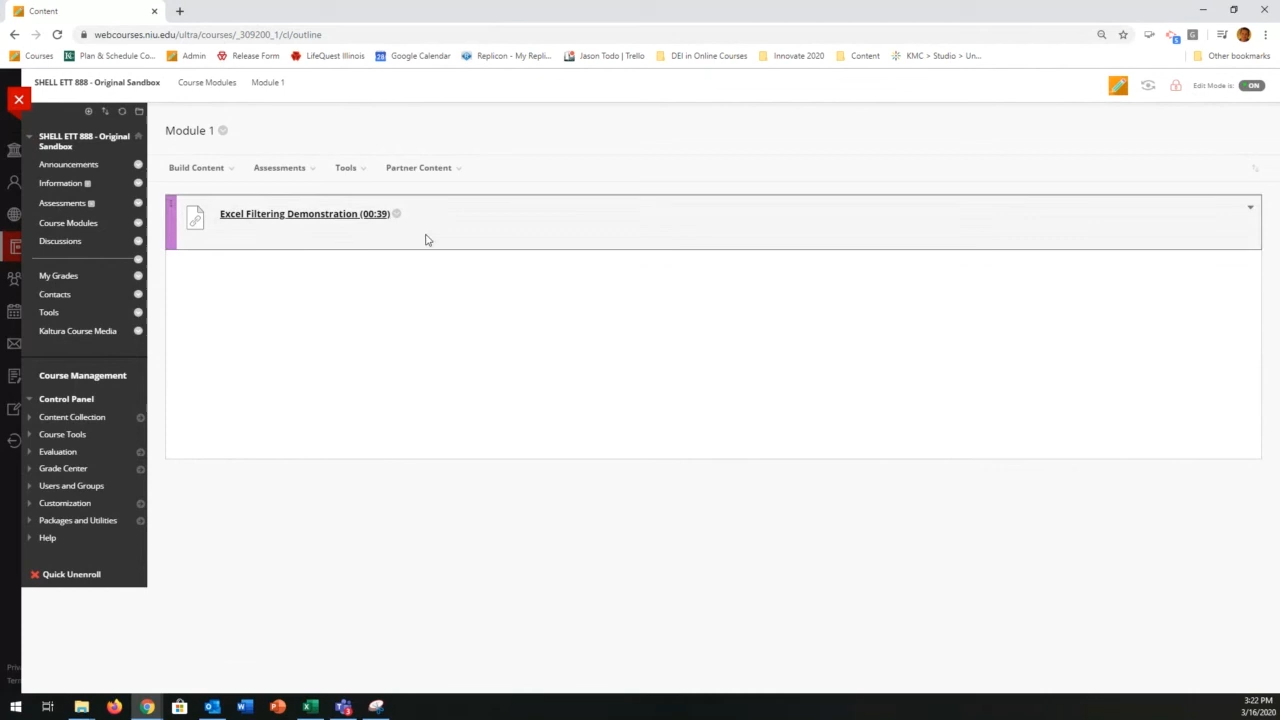 Content
webcourses.niu.edu/ultra/courses/_309200_1/cl/outline
Courses
Plan & Schedule Co...
Admin
Release Form
LifeQuest Illinois
Google Calendar
Replicon - My Repli...
Jason Todo | Trello
DEI in Online Courses
Innovate 2020
Content
KMC > Studio > Un...
Other bookmarks
SHELL ETT 888 - Original Sandbox
Course Modules
Module 1
Edit Mode is:
ON
SHELL ETT 888 - Original
Sandbox
Announcements
Information
Assessments
Course Modules
Discussions
My Grades
Contacts
Tools
Kaltura Course Media
Course Management
Control Panel
Content Collection
Course Tools
Evaluation
Grade Center
Users and Groups
Customization
Packages and Utilities
Help
Quick Unenroll
Module 1
Build Content
Assessments
Tools
Partner Content
Excel Filtering Demonstration (00:39)
Priva
Term
3:22 PM
3/16/2020